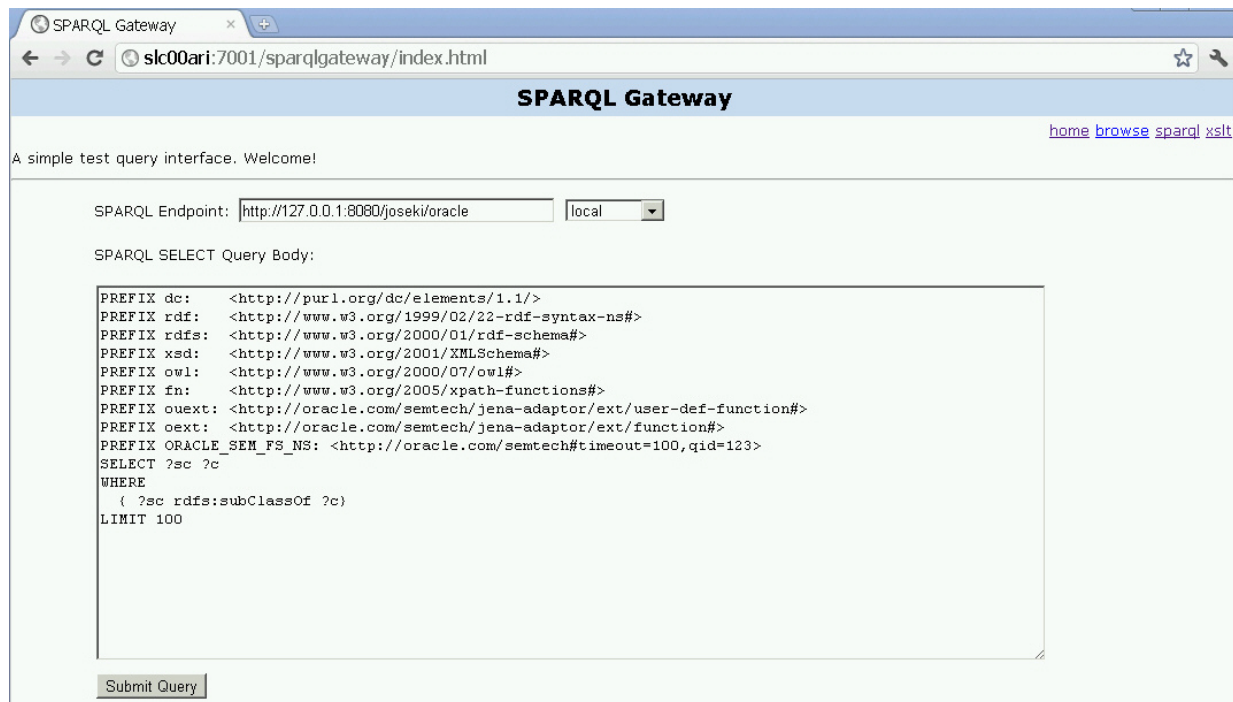 SPARQL Gateway
slc00ari:7001/sparqlgateway/index.html
SPARQL Gateway
home browse sparql xslt
A simple test query interface. Welcome!
SPARQL Endpoint: http://127.0.0.1:8080/joseki/oracle local
SPARQL SELECT Query Body:
PREFIX dc: <http://purl.org/dc/elements/1.1/>
PREFIX rdf: <http://www.w3.org/1999/02/22-rdf-syntax-ns#>
PREFIX rdfs: <http://www.w3.org/2000/01/rdf-schema#>
PREFIX xsd: <http://www.w3.org/2001/XMLSchema#>
PREFIX owl: <http://www.w3.org/2000/07/owl#>
PREFIX fn: <http://www.w3.org/2005/xpath-functions#>
PREFIX ouext: <http://oracle.com/semtech/jena-adaptor/ext/user-def-function#>
PREFIX oext: <http://oracle.com/semtech/jena-adaptor/ext/function#>
PREFIX ORACLE_SEM_FS_NS: <http://oracle.com/semtech#timeout=100,qid=123>
SELECT ?sc ?c
WHERE
{ ?sc rdfs:subClassOf ?c}
LIMIT 100
Submit Query